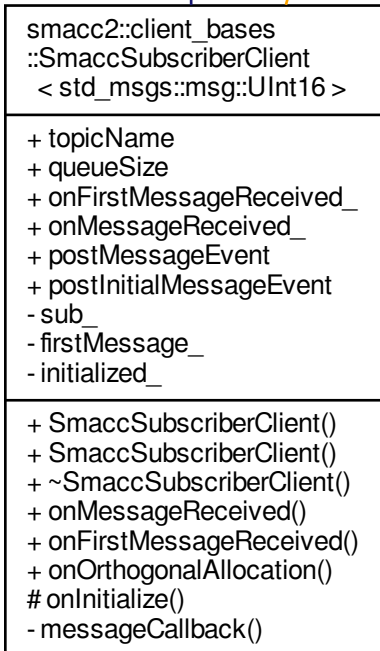 smacc2::client_bases
::SmaccSubscriberClient
< std_msgs::msg::UInt16 >
+ topicName
+ queueSize
+ onFirstMessageReceived_
+ onMessageReceived_
+ postMessageEvent
+ postInitialMessageEvent
- sub_
- firstMessage_
- initialized_
+ SmaccSubscriberClient()
+ SmaccSubscriberClient()
+ ~SmaccSubscriberClient()
+ onMessageReceived()
+ onFirstMessageReceived()
+ onOrthogonalAllocation()
# onInitialize()
- messageCallback()